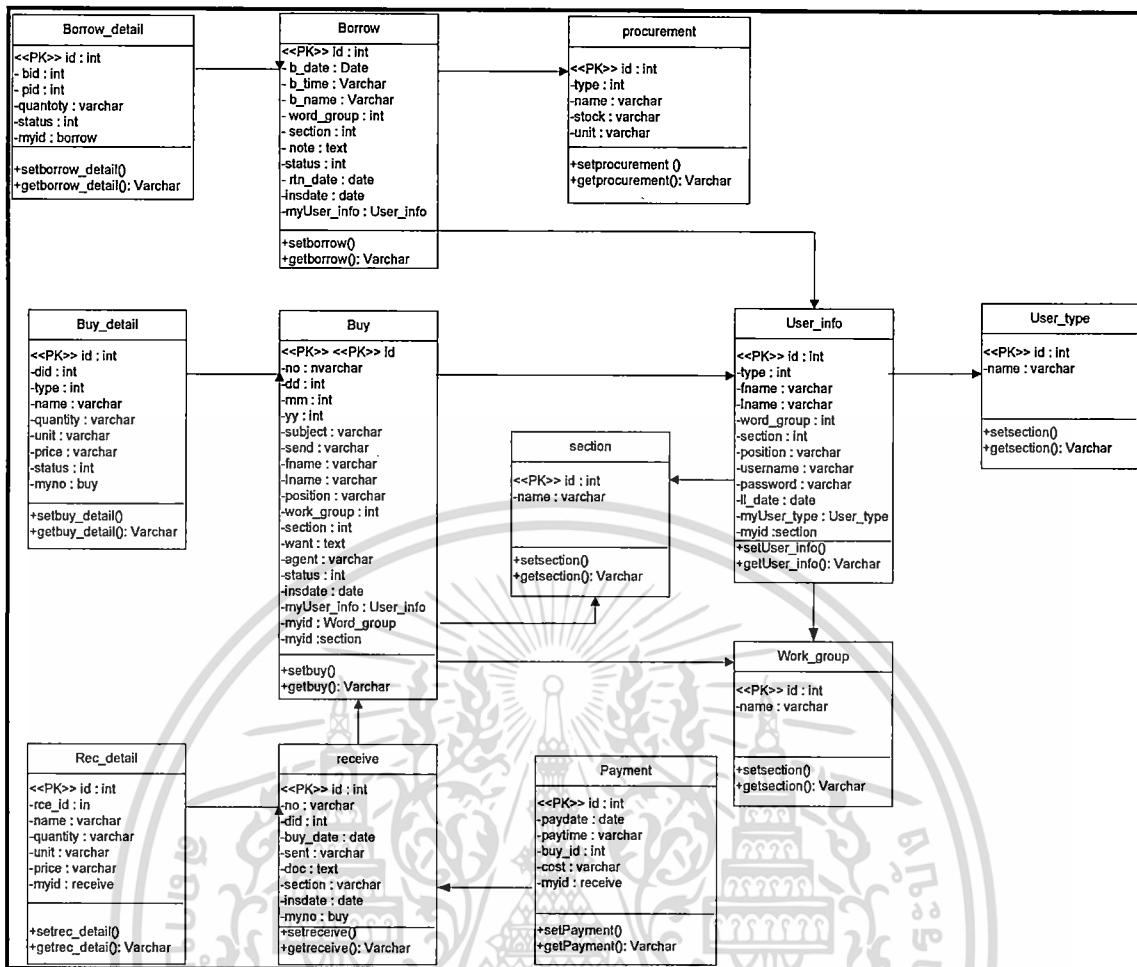 Borrow_detail
<<PK>> id : int
- bid : int
- pid : int
-quantoty : varchar
-status : int
-myid : borrow
+setborrow_detail()
+getborrow_detail(): Varchar
Borrow
<<PK>> id : int
- b_date : Date
- b_time : Varchar
- b_name : Varchar
- word_group : int
- section : int
- note : text
-status : int
- rtn_date : date
-insdate : date
-myUser_info : User_info
+setborrow()
+getborrow(): Varchar
procurement
<<PK>> id : int
-type : int
-name : varchar
-stock : varchar
-unit : varchar
+setprocurement ()
+getprocurement(): Varchar
Buy_detail
<<PK>> id : int
-did : int
-type : int
-name : varchar
-quantity : varchar
-unit : varchar
-price : varchar
-status : int
-myno : buy
+setbuy_detail()
+getbuy_detail(): Varchar
Buy
<<PK>> <<PK>> id
-no : nvarchar
-dd : int
-mm : int
-yy : int
-subject : varchar
-send : varchar
-fname : varchar
-lname : varchar
-position : varchar
-work_group : int
-section : int
-want : text
-agent : varchar
-status : int
-insdate : date
-myUser_info : User_info
-myid : Word_group
-myid :section
+setbuy()
+getbuy(): Varchar
section
<<PK>> id : int
-name : varchar
+setsection()
+getsection(): Varchar
User_info
<<PK>> id : int
-type : int
-fname : varchar
-lname : varchar
-word_group : int
-section : int
-position : varchar
-username : varchar
-password : varchar
-ll_date : date
-myUser_type : User_type
-myid :section
+setUser_info()
+getUser_info(): Varchar
User_type
<<PK>> id : int
-name : varchar
+setsection()
+getsection(): Varchar
Work_group
<<PK>> id : int
-name : varchar
+setsection()
+getsection(): Varchar
Rec_detail
<<PK>> id : int
-rce_id : in
-name : varchar
-quantity : varchar
-unit : varchar
-price : varchar
-myid : receive
+setrec_detail()
+getrec_detai(): Varchar
receive
<<PK>> id : int
-no : varchar
-did : int
-buy_date : date
-sent : varchar
-doc : text
-section : varchar
-insdate : date
-myno : buy
+setreceive()
+getreceive(): Varchar
Payment
<<PK>> id : int
-paydate : date
-paytime : varchar
-buy_id : int
-cost : varchar
-myid : receive
+setPayment()
+getPayment(): Varchar